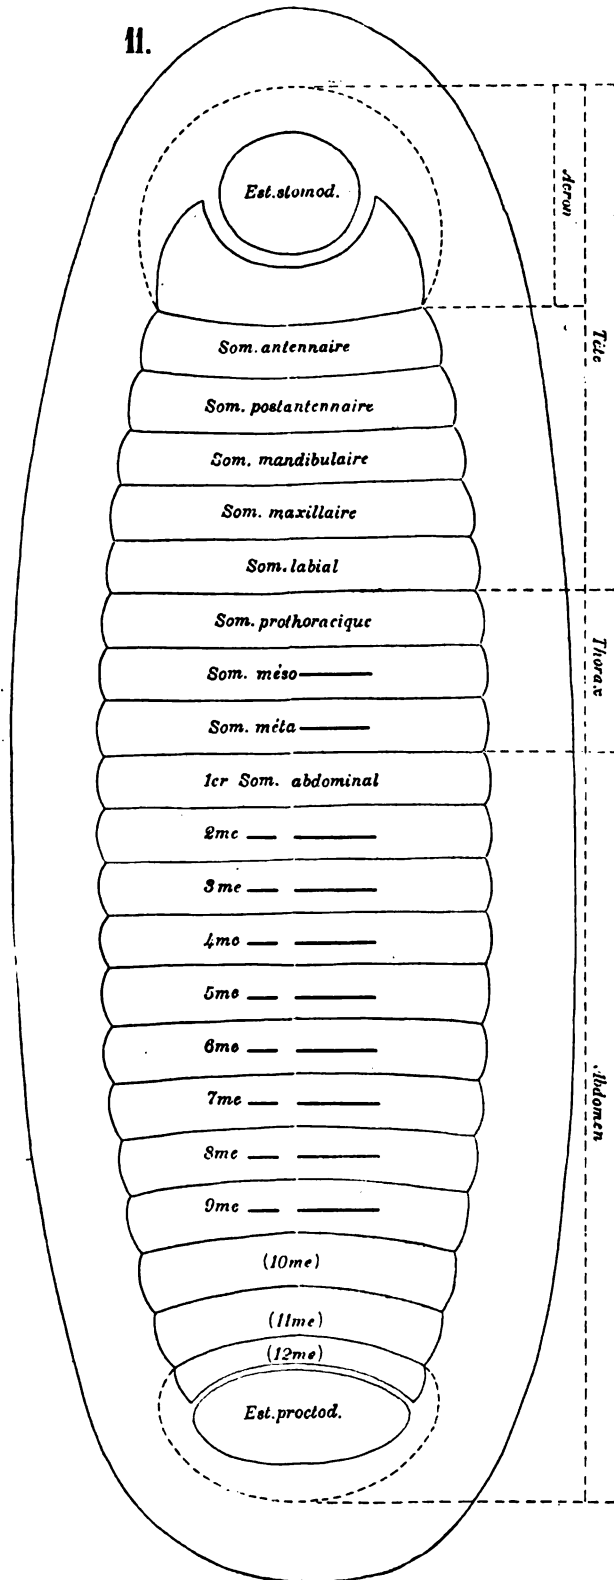 11.
Est. stomod.
Acron
Tête
Som. antennaire
Som. postantennaire
Som. mandibulaire
Som. maxillaire
Som. labial
Som. prothoracique
Som. méso
Thorax
Som. méta
1er Som. abdominal
2me
3me
4me
5me
6me
7me
Abdomen
8me
9me
(10me)
(11me)
(12me)
Est. proctod.